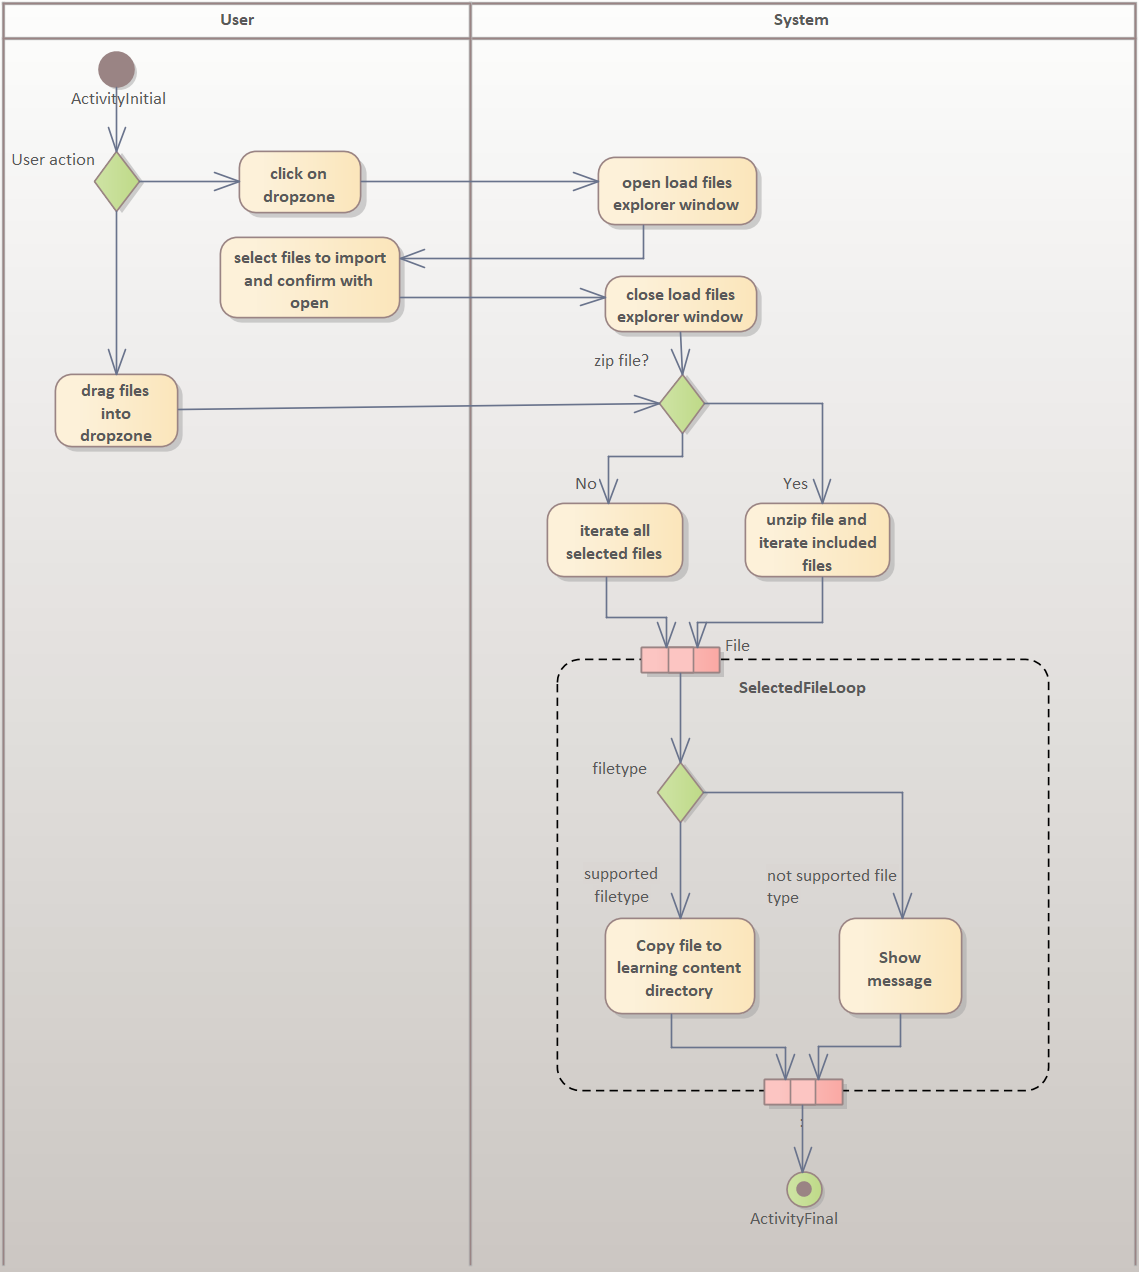 User
System
ActivityInitial
User action
click on
dropzone
open load files
explorer window
select files to import
and confirm with
open
close load files
explorer window
zip file?
drag files
into
dropzone
No
Yes
iterate all
selected files
unzip file and
iterate included
files
File
SelectedFileLoop
filetype
supported
filetype
not supported file
type
Copy file to
learning content
directory
Show
message
:
ActivityFinal